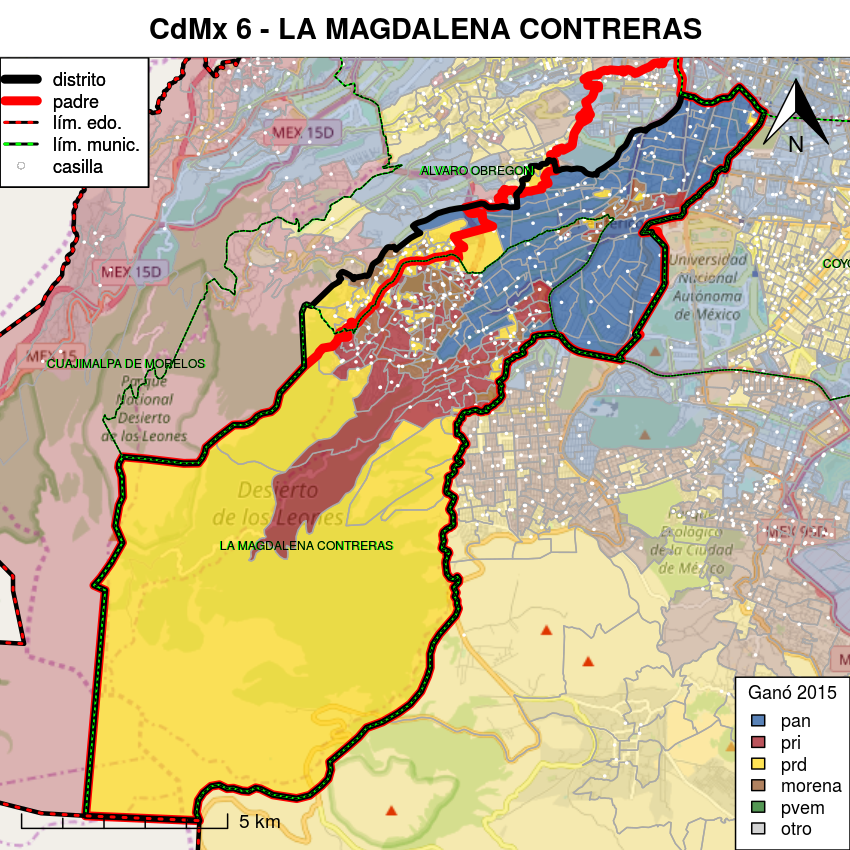 CdMx 6 - LA MAGDALENA CONTRERAS
distrito
padre
lím. edo.
lím. munic.
casilla
N
MEX 15D
ALVARO OBREGON
MEX 15D
Universidad
Nacional
Autónoma
de México
COYO
MEX 15
CUAJIMALPA DE MORELOS
Parque
Nacional
Desierto
de los Leones
Desierto
de los Leones
LA MAGDALENA CONTRERAS
Parque
Ecológico
de la Ciudad
de México
MEX 95D
M
Ganó 2015
pan
pri
prd
morena
pvem
otro
5 km